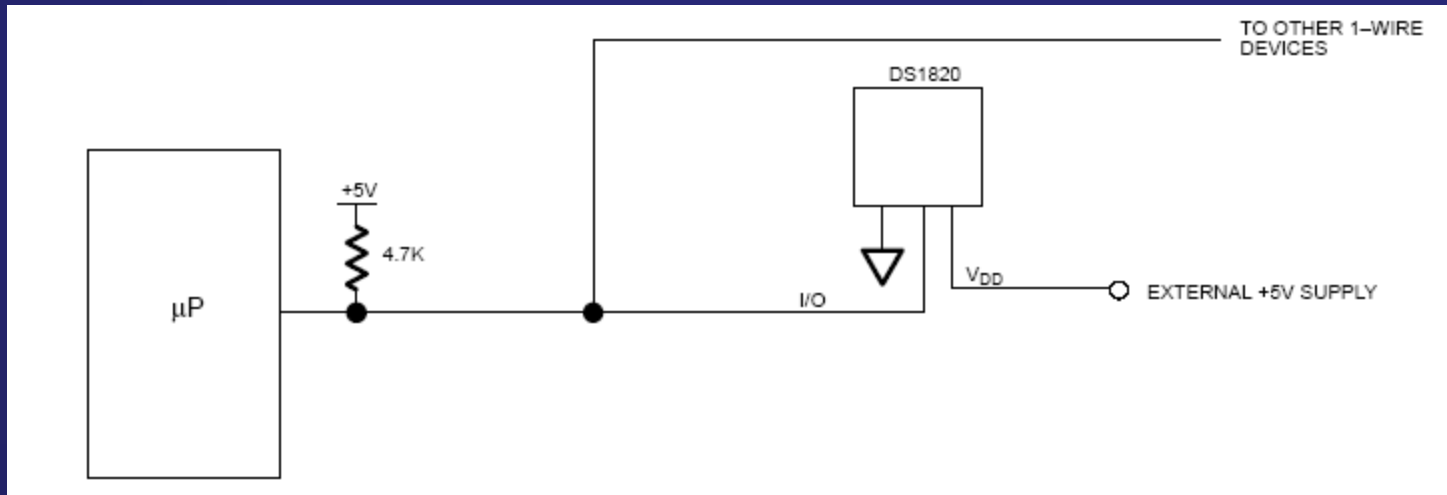 TO OTHER 1–WIRE
DEVICES
DS1820
+5V
4.7K
µP
I/O
VDD
EXTERNAL +5V SUPPLY